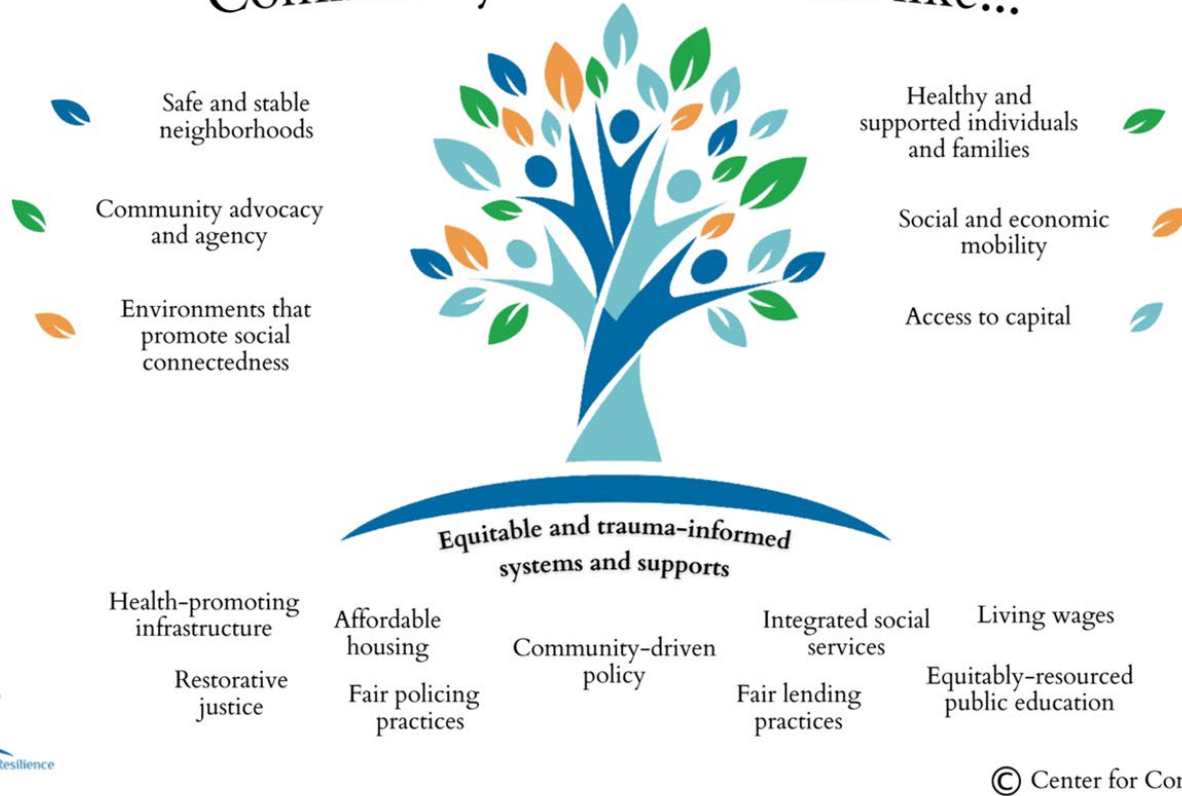 like...
Safe and stable
neighborhoods
Community advocacy
and agency
Environments that
promote social
connectedness
Healthy and
supported individuals
and families
Social and economic
mobility
Access to capital
Equitable and trauma-informed
systems and supports
Health-promoting
infrastructure
Affordable
housing
Community-driven
policy
Integrated social
services
Living wages
Restorative
justice
Fair policing
practices
Fair lending
practices
Equitably-resourced
public education
Resilience
© Center for